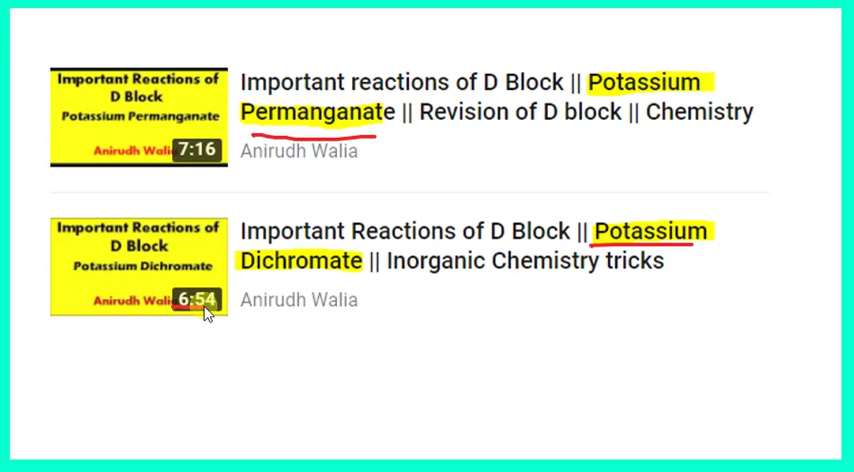 Important Reactions of
D Block
Potassium Permanganate
Anirudh Walia
7:16
Important reactions of D Block || Potassium
Permanganate || Revision of D block || Chemistry
Anirudh Walia
Important Reactions of
D Block
Potassium Dichromate
Anirudh Walia
6:54
Important Reactions of D Block || Potassium
Dichromate || Inorganic Chemistry tricks
Anirudh Walia